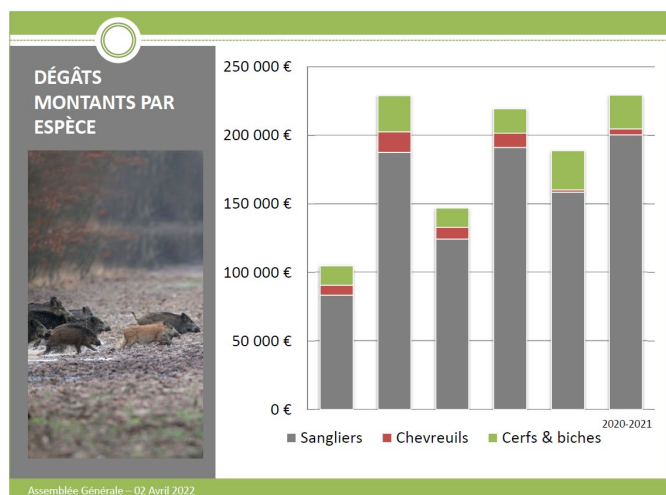 DÉGÂTS
MONTANTS PAR
ESPÈCE
250 000 €
200 000 €
150 000 €
100 000 €
50 000 €
0 €
2020-2021
Sangliers Chevreuils Cerfs & biches
Assemblée Générale – 02 Avril 2022